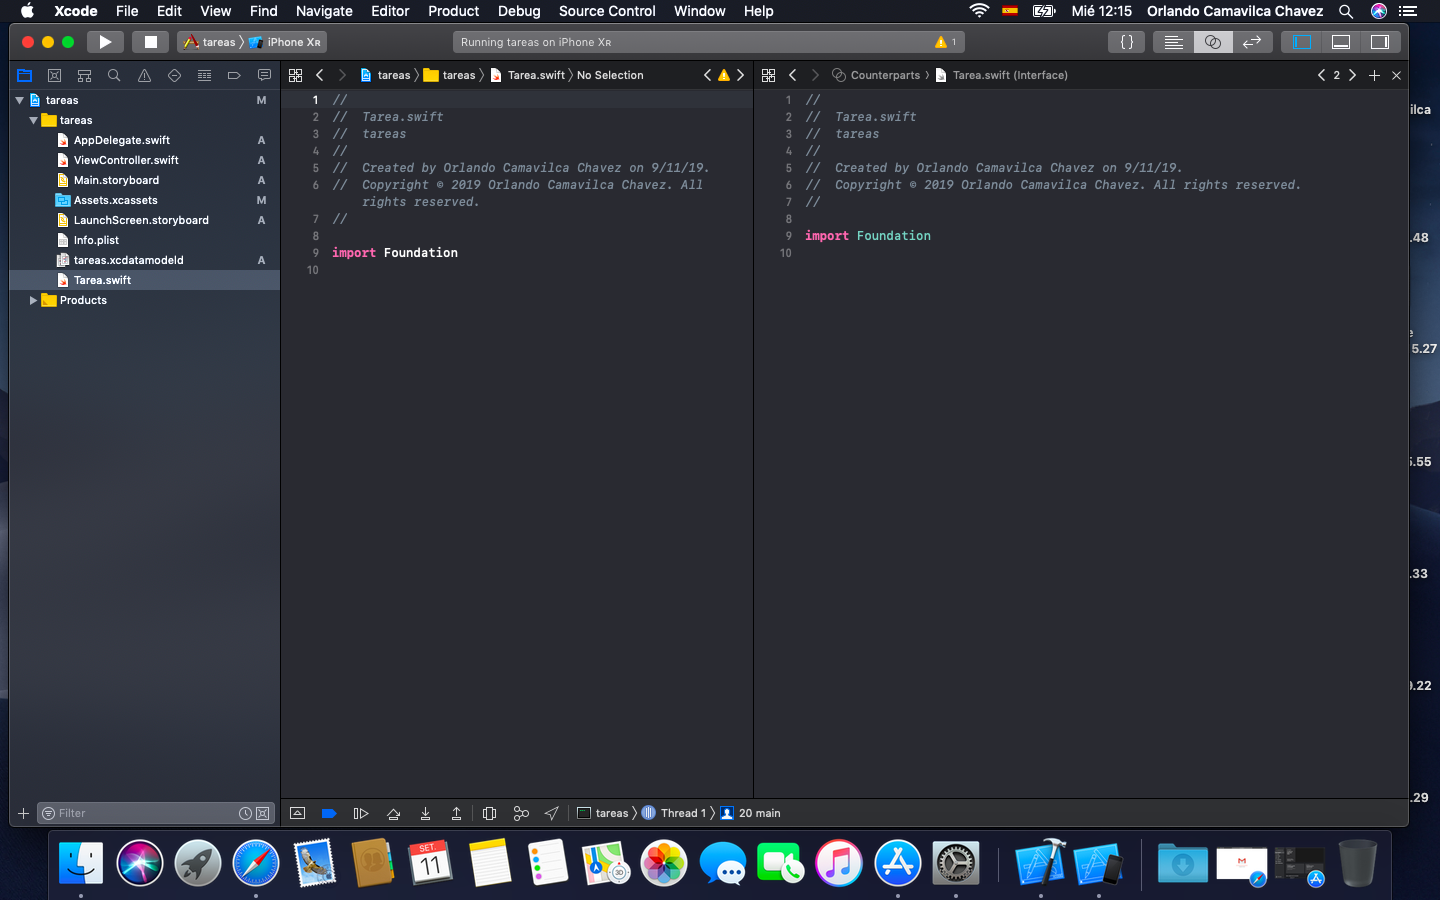 Xcode File Edit View Find Navigate Editor Product Debug Source Control Window Help Mié 12:15 Orlando Camavilca Chavez
tareas iPhone XR Running tareas on iPhone XR 1
tareas tareas Tarea.swift No Selection
Counterparts Tarea.swift (Interface) 2
tareas M
tareas
AppDelegate.swift A
ViewController.swift A
Main.storyboard A
Assets.xcassets M
LaunchScreen.storyboard A
Info.plist
tareas.xcdatamodeld A
Tarea.swift
Products
Filter
1 //
2 // Tarea.swift
3 // tareas
4 //
5 // Created by Orlando Camavilca Chavez on 9/11/19.
6 // Copyright © 2019 Orlando Camavilca Chavez. All
rights reserved.
7 //
8
9 import Foundation
10
1 //
2 // Tarea.swift
3 // tareas
4 //
5 // Created by Orlando Camavilca Chavez on 9/11/19.
6 // Copyright © 2019 Orlando Camavilca Chavez. All rights reserved.
7 //
8
9 import Foundation
10
tareas Thread 1 20 main
ilca
.48
5.27
5.55
.33
.22
.29
SET.
11
3D